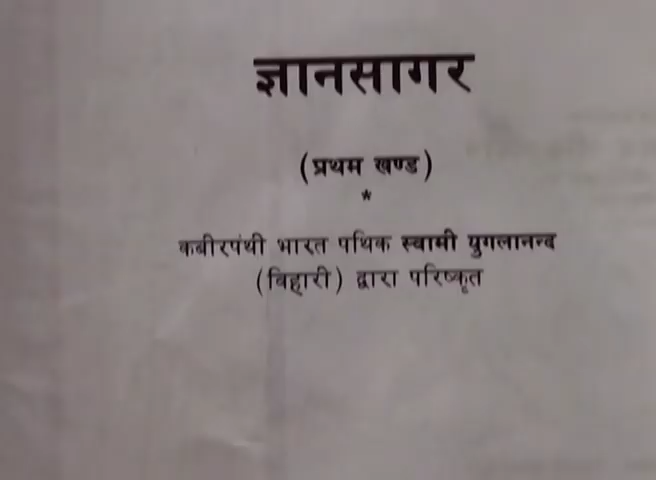 ज्ञानसागर
(प्रथम खण्ड)
*
कबीरपंथी भारत पथिक स्वामी युगलानन्द
(बिहारी) द्वारा परिष्कृत